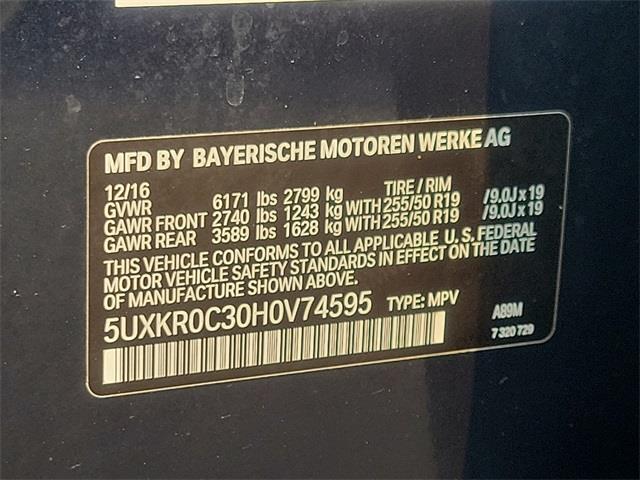 MFD BY BAYERISCHE MOTOREN WERKE AG
12/16 TIRE / RIM
GVWR 6171 lbs 2799 kg
GAWR FRONT 2740 lbs 1243 kg WITH 255/50 R19 /9.0J x 19
GAWR REAR 3589 lbs 1628 kg WITH 255/50 R19 /9.0J x 19
THIS VEHICLE CONFORMS TO ALL APPLICABLE U.S. FEDERAL
MOTOR VEHICLE SAFETY STANDARDS IN EFFECT ON THE DATE
OF MANUFACTURE SHOWN ABOVE.
5UXKR0C30H0V74595 TYPE: MPV A89M
7 320 729